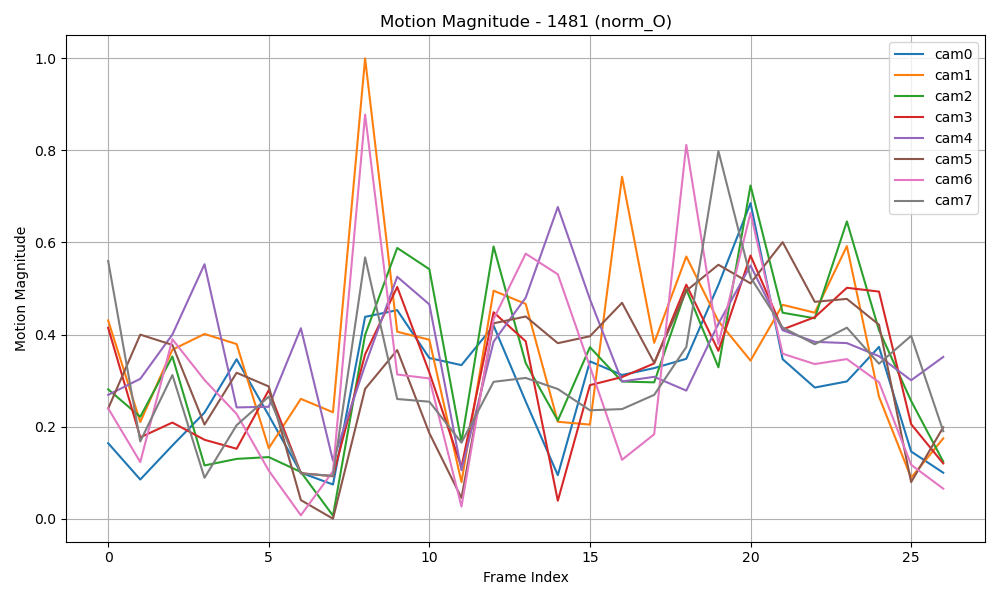 Motion Magnitude - 1481 (norm_O)
Motion Magnitude
1.0
0.8
0.6
0.4
0.2
0.0
0 5 10 15 20 25
Frame Index
cam0
cam1
cam2
cam3
cam4
cam5
cam6
cam7